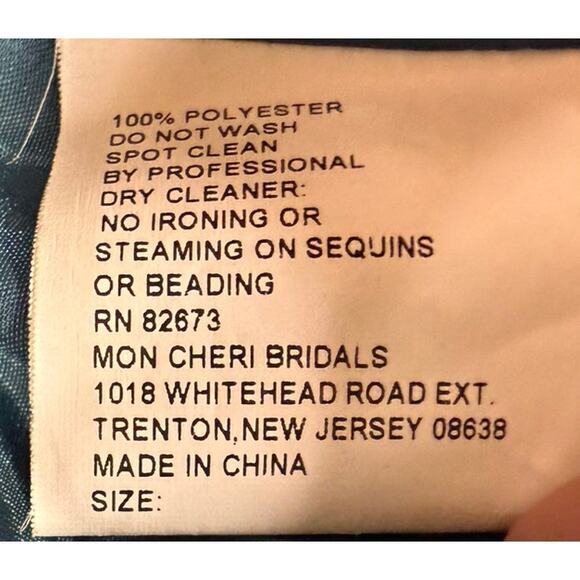 100% POLYESTER
DO NOT WASH
SPOT CLEAN
BY PROFESSIONAL
DRY CLEANER:
NO IRONING OR
STEAMING ON SEQUINS
OR BEADING
RN 82673
MON CHERI BRIDALS
1018 WHITEHEAD ROAD EXT.
TRENTON,NEW JERSEY 08638
MADE IN CHINA
SIZE: